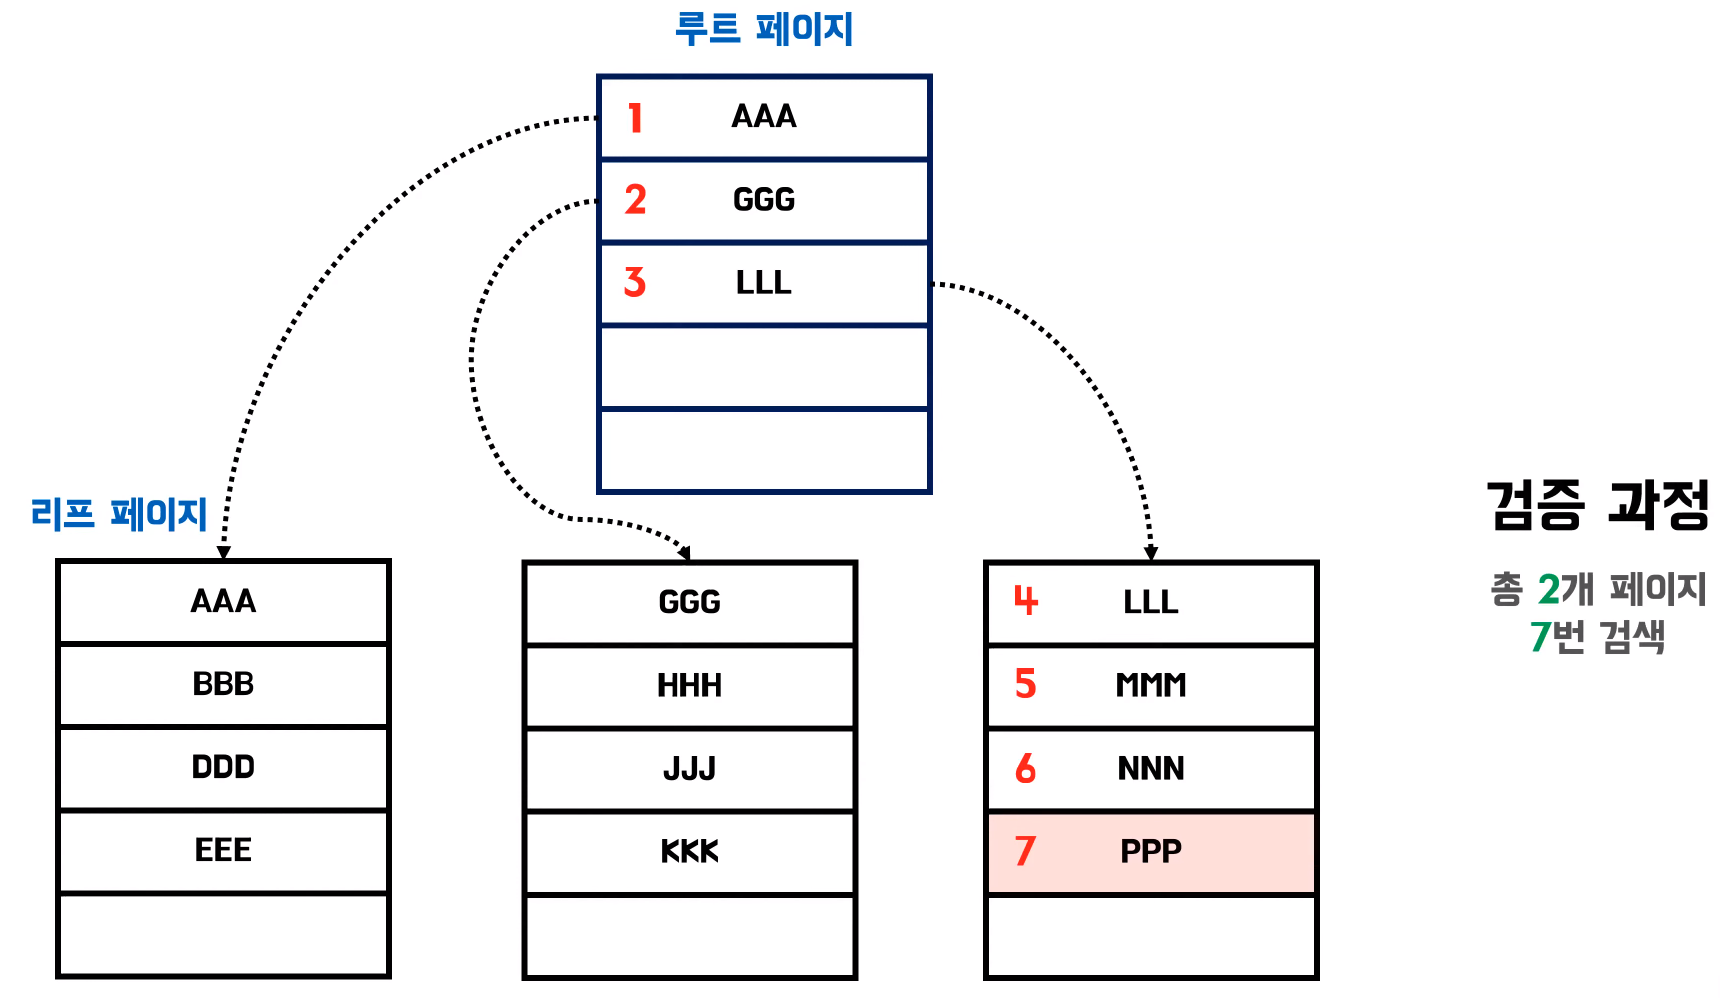 루트 페이지
1 AAA
2 GGG
3 LLL
리프 페이지
AAA
BBB
DDD
EEE
GGG
HHH
JJJ
KKK
4 LLL
5 MMM
6 NNN
7 PPP
검증 과정
총 2개 페이지
7번 검색